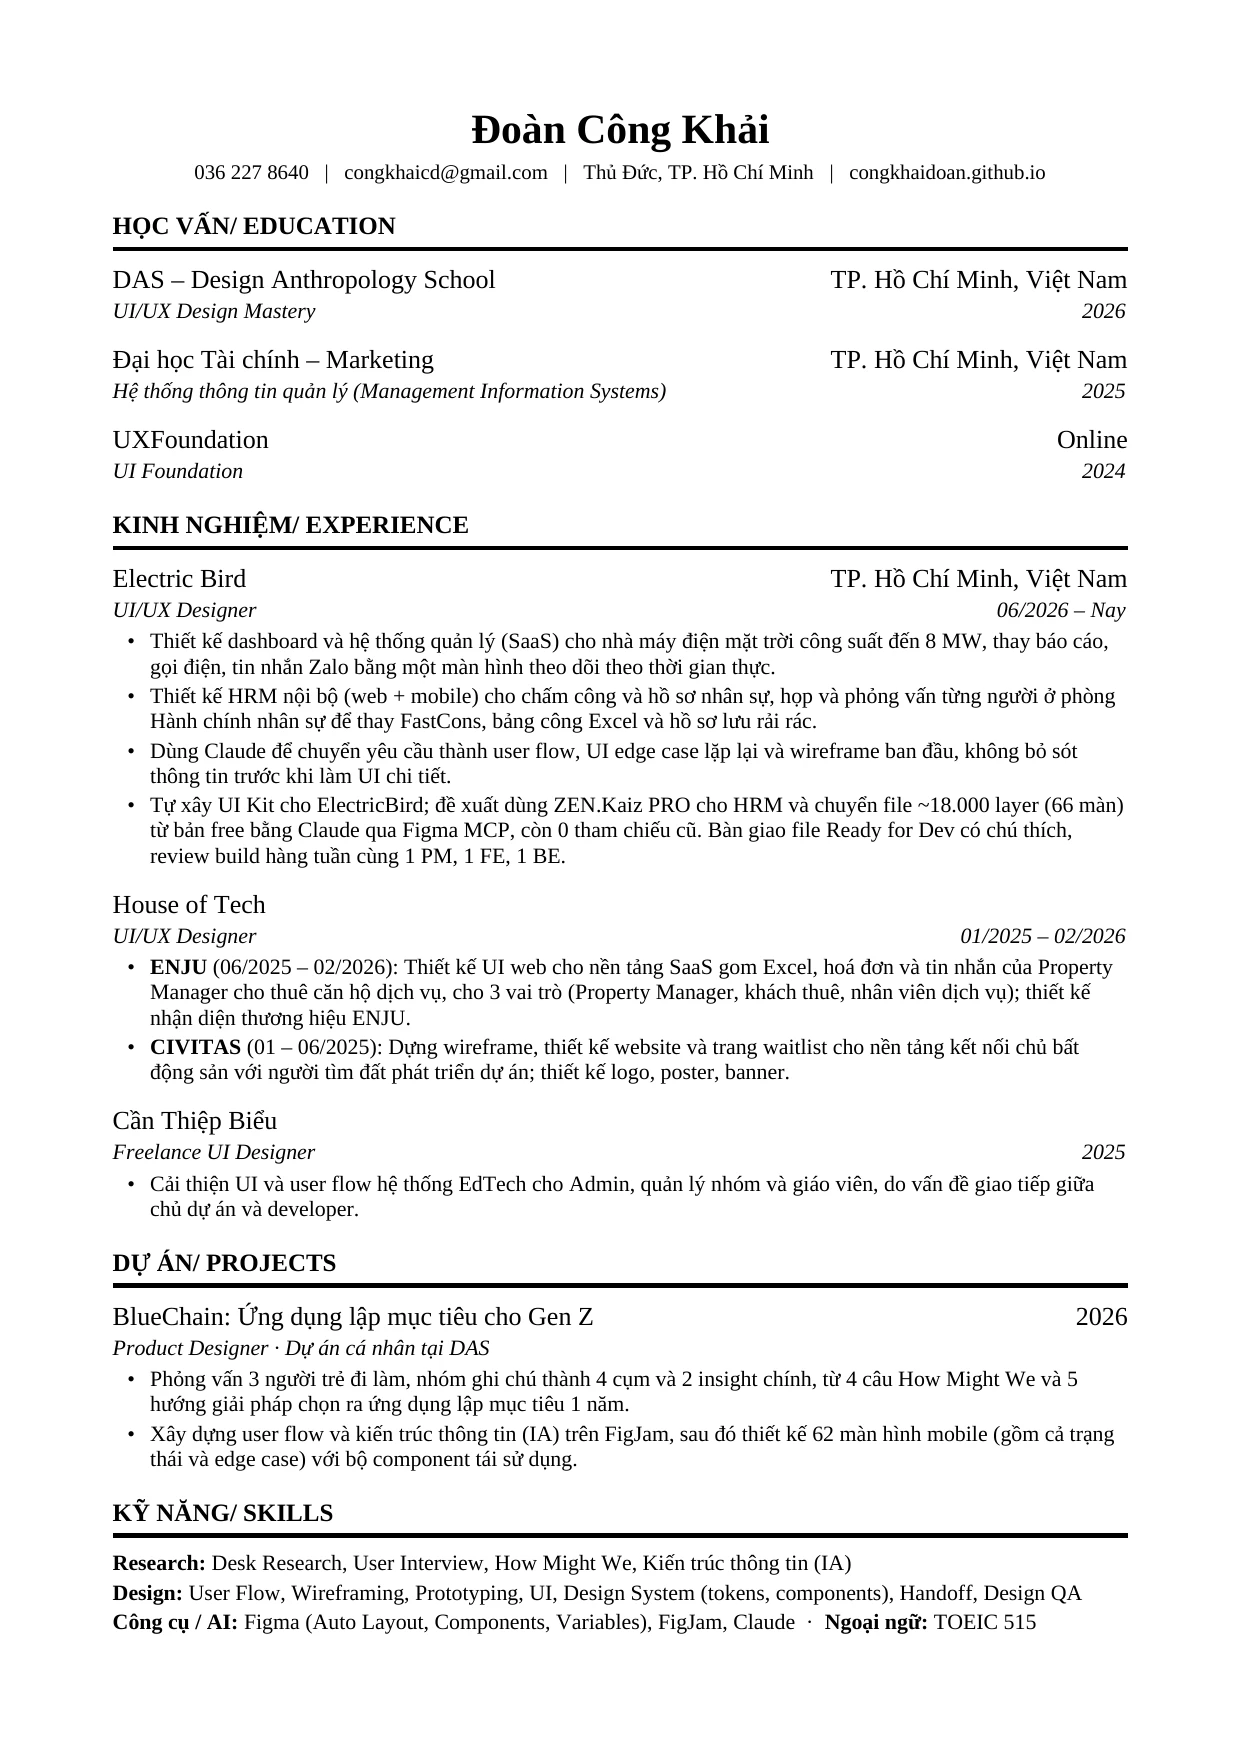 Đoàn Công Khải
036 227 8640 | congkhaicd@gmail.com | Thủ Đức, TP. Hồ Chí Minh | congkhaidoan.github.io
HỌC VẤN/ EDUCATION
DAS – Design Anthropology School TP. Hồ Chí Minh, Việt Nam
UI/UX Design Mastery 2026
Đại học Tài chính – Marketing TP. Hồ Chí Minh, Việt Nam
Hệ thống thông tin quản lý (Management Information Systems) 2025
UXFoundation Online
UI Foundation 2024
KINH NGHIỆM/ EXPERIENCE
Electric Bird TP. Hồ Chí Minh, Việt Nam
UI/UX Designer 06/2026 – Nay
• Thiết kế dashboard và hệ thống quản lý (SaaS) cho nhà máy điện mặt trời công suất đến 8 MW, thay báo cáo,
gọi điện, tin nhắn Zalo bằng một màn hình theo dõi theo thời gian thực.
• Thiết kế HRM nội bộ (web + mobile) cho chấm công và hồ sơ nhân sự, họp và phỏng vấn từng người ở phòng
Hành chính nhân sự để thay FastCons, bảng công Excel và hồ sơ lưu rải rác.
• Dùng Claude để chuyển yêu cầu thành user flow, UI edge case lặp lại và wireframe ban đầu, không bỏ sót
thông tin trước khi làm UI chi tiết.
• Tự xây UI Kit cho ElectricBird; đề xuất dùng ZEN.Kaiz PRO cho HRM và chuyển file ~18.000 layer (66 màn)
từ bản free bằng Claude qua Figma MCP, còn 0 tham chiếu cũ. Bàn giao file Ready for Dev có chú thích,
review build hàng tuần cùng 1 PM, 1 FE, 1 BE.
House of Tech
UI/UX Designer 01/2025 – 02/2026
• ENJU (06/2025 – 02/2026): Thiết kế UI web cho nền tảng SaaS gom Excel, hoá đơn và tin nhắn của Property
Manager cho thuê căn hộ dịch vụ, cho 3 vai trò (Property Manager, khách thuê, nhân viên dịch vụ); thiết kế
nhận diện thương hiệu ENJU.
• CIVITAS (01 – 06/2025): Dựng wireframe, thiết kế website và trang waitlist cho nền tảng kết nối chủ bất
động sản với người tìm đất phát triển dự án; thiết kế logo, poster, banner.
Cần Thiệp Biểu
Freelance UI Designer 2025
• Cải thiện UI và user flow hệ thống EdTech cho Admin, quản lý nhóm và giáo viên, do vấn đề giao tiếp giữa
chủ dự án và developer.
DỰ ÁN/ PROJECTS
BlueChain: Ứng dụng lập mục tiêu cho Gen Z 2026
Product Designer · Dự án cá nhân tại DAS
• Phỏng vấn 3 người trẻ đi làm, nhóm ghi chú thành 4 cụm và 2 insight chính, từ 4 câu How Might We và 5
hướng giải pháp chọn ra ứng dụng lập mục tiêu 1 năm.
• Xây dựng user flow và kiến trúc thông tin (IA) trên FigJam, sau đó thiết kế 62 màn hình mobile (gồm cả trạng
thái và edge case) với bộ component tái sử dụng.
KỸ NĂNG/ SKILLS
Research: Desk Research, User Interview, How Might We, Kiến trúc thông tin (IA)
Design: User Flow, Wireframing, Prototyping, UI, Design System (tokens, components), Handoff, Design QA
Công cụ / AI: Figma (Auto Layout, Components, Variables), FigJam, Claude · Ngoại ngữ: TOEIC 515